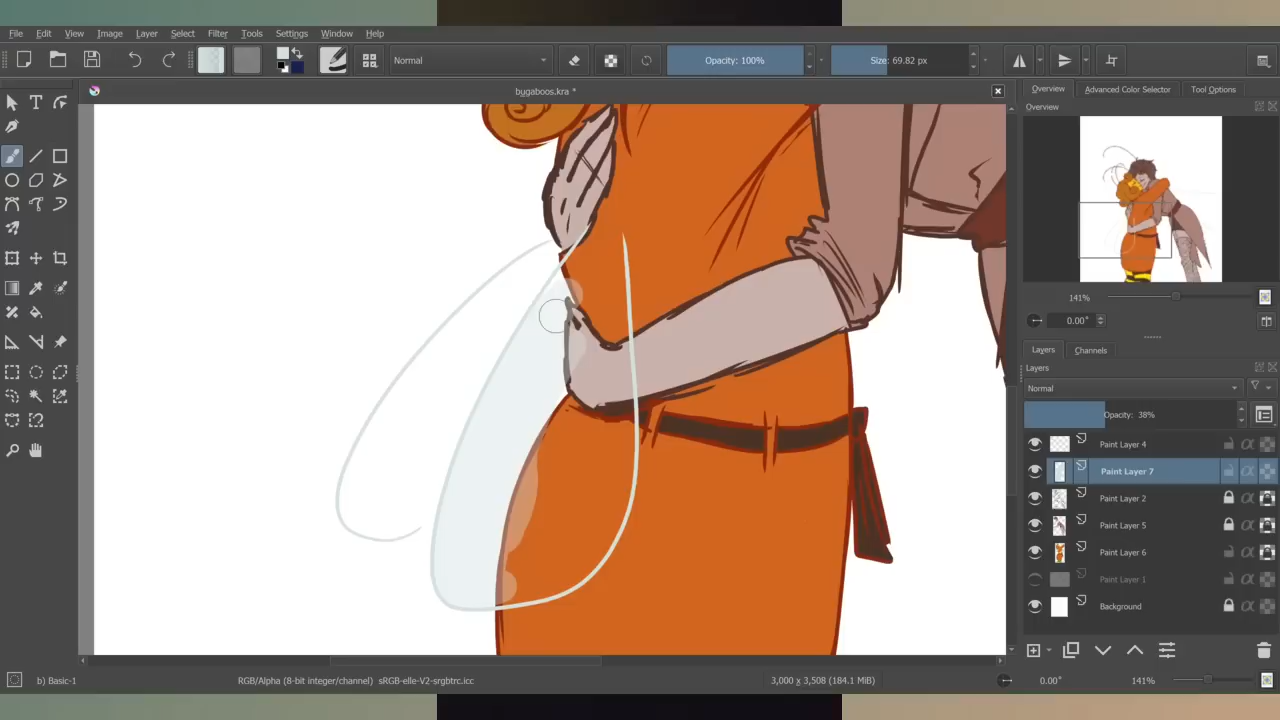 File Edit View Image Layer Select Filter Tools Settings Window Help
Normal Opacity: 100% Size: 69.82 px
bygaboos.kra *
Overview Advanced Color Selector Tool Options
Overview
141%
0.00°
Layers Channels
Layers
Normal
Opacity: 38%
Paint Layer 4
Paint Layer 7
Paint Layer 2
Paint Layer 5
Paint Layer 6
Paint Layer 1
Background
b) Basic-1 RGB/Alpha (8-bit integer/channel) sRGB-elle-V2-srgbtrc.icc 3,000 x 3,508 (184.1 MiB) 0.00° 141%